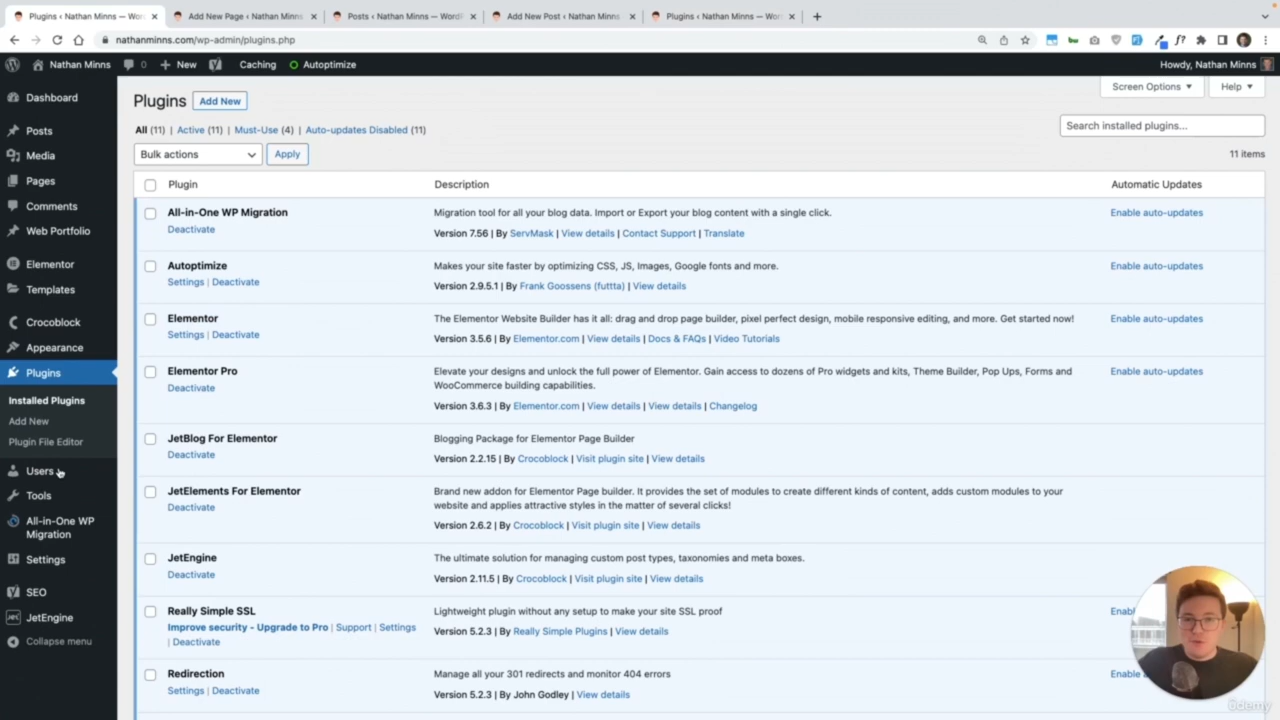 Plugins ‹ Nathan Minns — Wor
Add New Page ‹ Nathan Minns
Posts ‹ Nathan Minns — WordP
Add New Post ‹ Nathan Minns
Plugins ‹ Nathan Minns — Wor
nathanminns.com/wp-admin/plugins.php
Nathan Minns
0
New
Caching
Autoptimize
Howdy, Nathan Minns
Dashboard
Posts
Media
Pages
Comments
Web Portfolio
Elementor
Templates
Crocoblock
Appearance
Plugins
Installed Plugins
Add New
Plugin File Editor
Users
Tools
All-in-One WP
Migration
Settings
SEO
JetEngine
Collapse menu
Screen Options ▼
Help ▼
Plugins
Add New
All (11) | Active (11) | Must-Use (4) | Auto-updates Disabled (11)
Search installed plugins...
Bulk actions
Apply
11 items
Plugin
Description
Automatic Updates
All-in-One WP Migration
Deactivate
Migration tool for all your blog data. Import or Export your blog content with a single click.
Version 7.56 | By ServMask | View details | Contact Support | Translate
Enable auto-updates
Autoptimize
Settings | Deactivate
Makes your site faster by optimizing CSS, JS, Images, Google fonts and more.
Version 2.9.5.1 | By Frank Goossens (futtta) | View details
Enable auto-updates
Elementor
Settings | Deactivate
The Elementor Website Builder has it all: drag and drop page builder, pixel perfect design, mobile responsive editing, and more. Get started now!
Version 3.5.6 | By Elementor.com | View details | Docs & FAQs | Video Tutorials
Enable auto-updates
Elementor Pro
Deactivate
Elevate your designs and unlock the full power of Elementor. Gain access to dozens of Pro widgets and kits, Theme Builder, Pop Ups, Forms and
WooCommerce building capabilities.
Version 3.6.3 | By Elementor.com | View details | View details | Changelog
Enable auto-updates
JetBlog For Elementor
Deactivate
Blogging Package for Elementor Page Builder
Version 2.2.15 | By Crocoblock | Visit plugin site | View details
JetElements For Elementor
Deactivate
Brand new addon for Elementor Page builder. It provides the set of modules to create different kinds of content, adds custom modules to your
website and applies attractive styles in the matter of several clicks!
Version 2.6.2 | By Crocoblock | Visit plugin site | View details
JetEngine
Deactivate
The ultimate solution for managing custom post types, taxonomies and meta boxes.
Version 2.11.5 | By Crocoblock | Visit plugin site | View details
Really Simple SSL
Improve security - Upgrade to Pro | Support | Settings
| Deactivate
Lightweight plugin without any setup to make your site SSL proof
Version 5.2.3 | By Really Simple Plugins | View details
Redirection
Settings | Deactivate
Manage all your 301 redirects and monitor 404 errors
Version 5.2.3 | By John Godley | View details
ûdemy